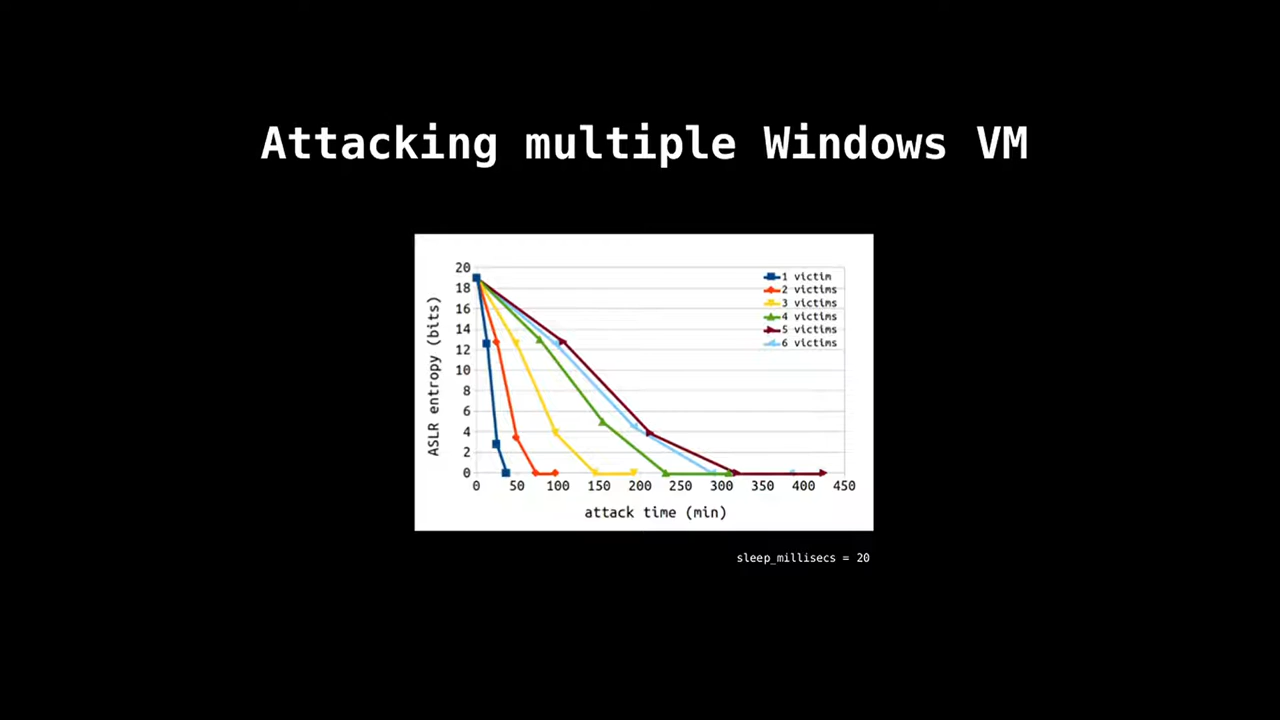 Attacking multiple Windows VM
20
18
16
14
12
10
8
6
4
2
0
ASLR entropy (bits)
1 victim
2 victims
3 victims
4 victims
5 victims
6 victims
0 50 100 150 200 250 300 350 400 450
attack time (min)
sleep_millisecs = 20